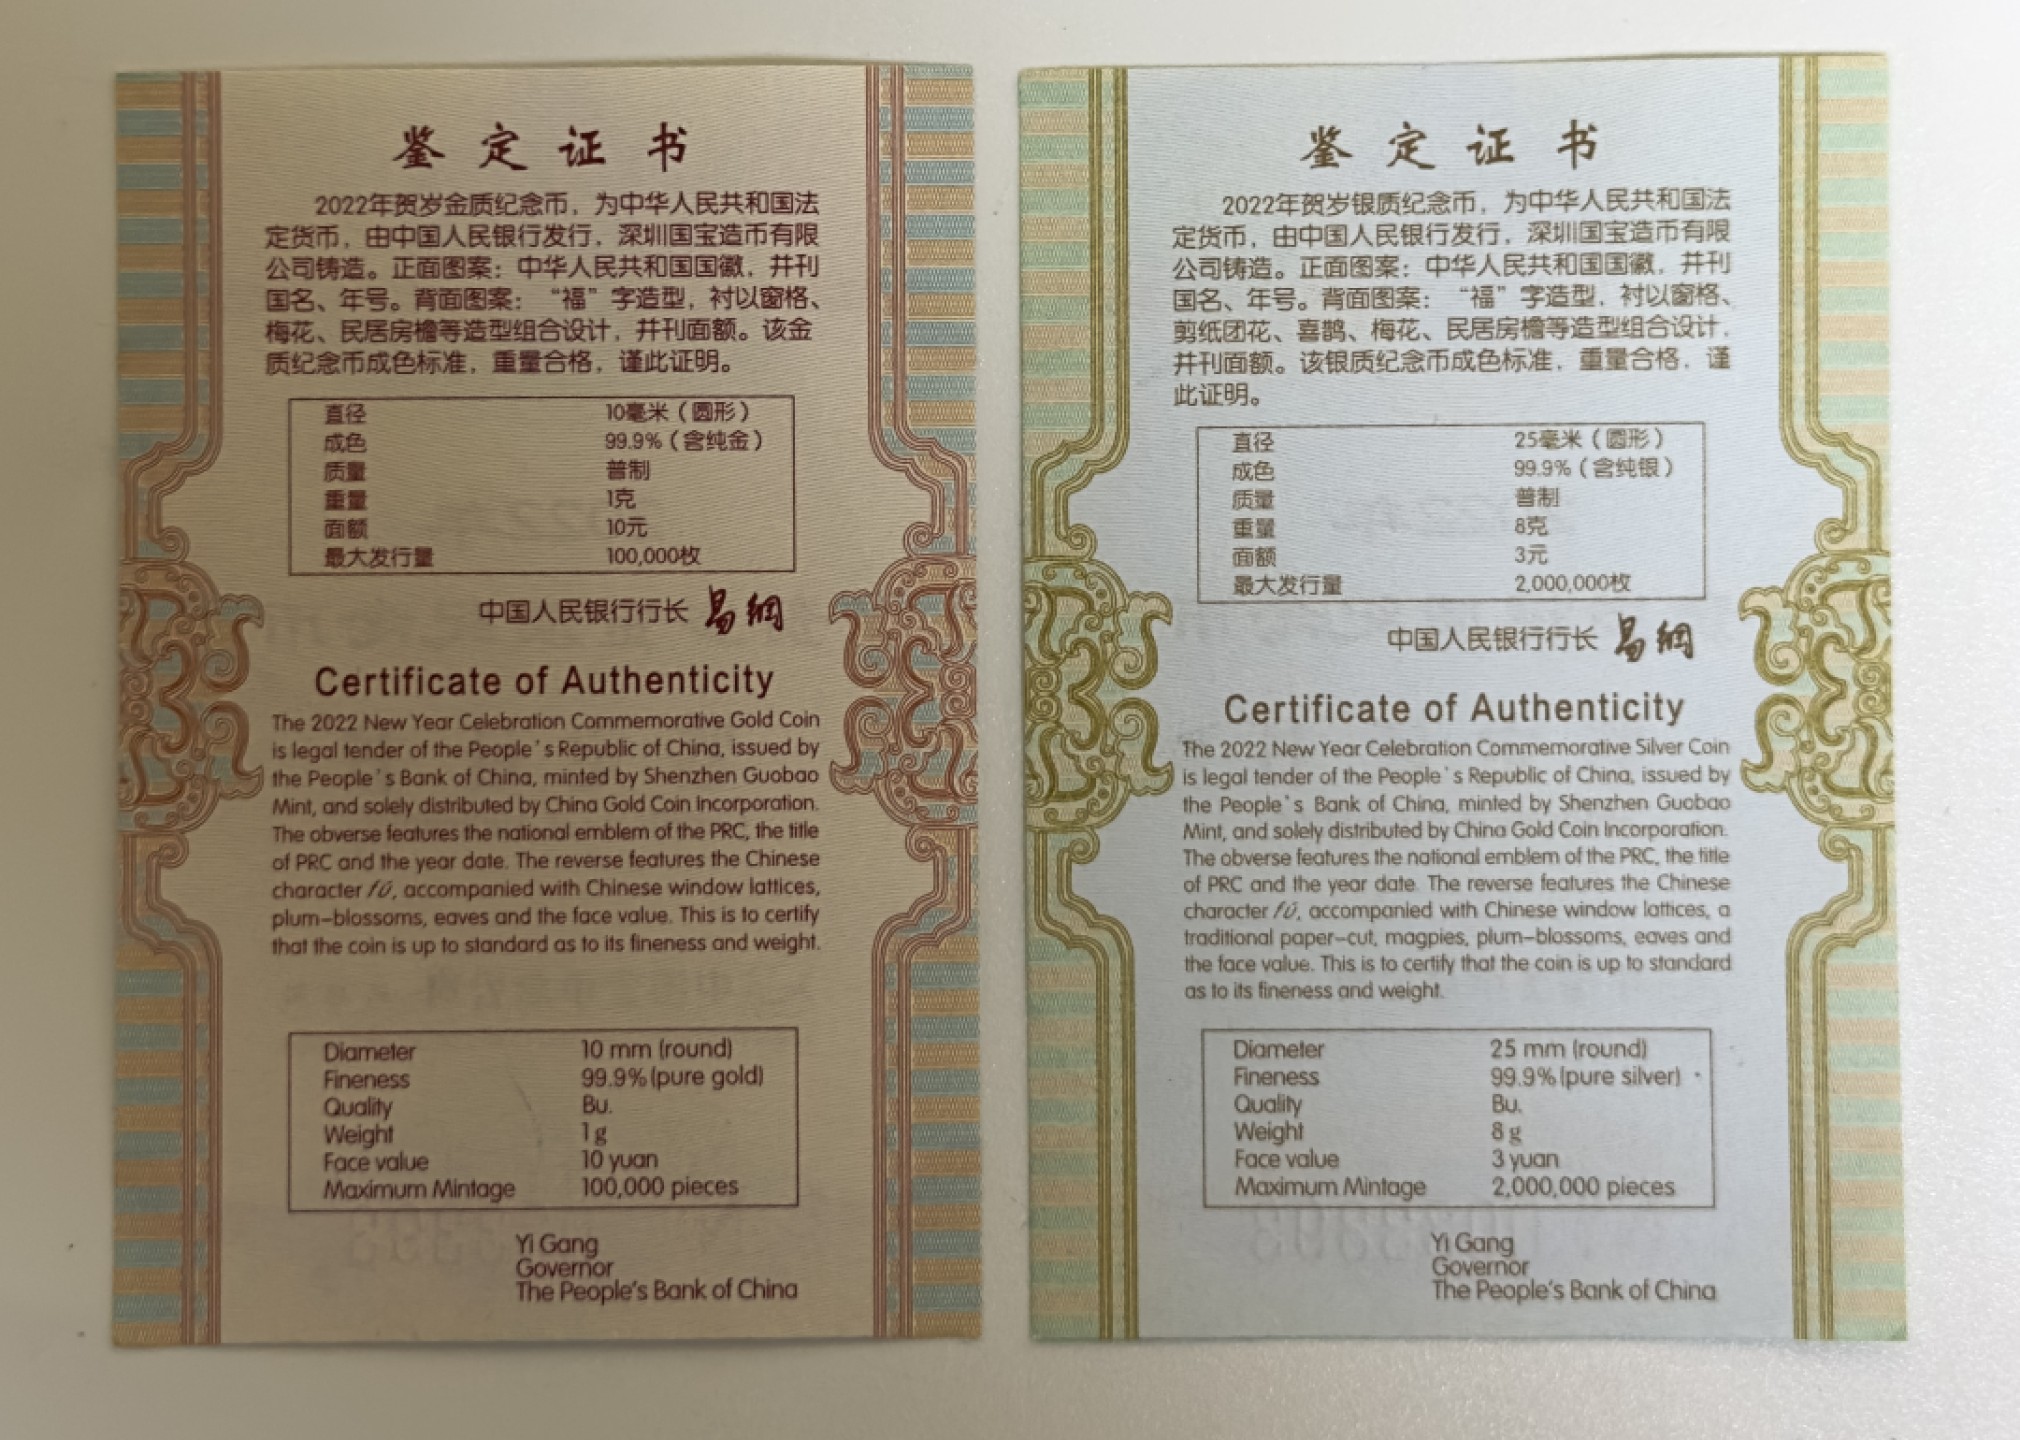 鉴定证书
2022年贺岁金质纪念币，为中华人民共和国法
定货币，由中国人民银行发行，深圳国宝造币有限
公司铸造。正面图案：中华人民共和国国徽，并刊
国名、年号。背面图案：“福”字造型，衬以窗格、
梅花、民居房檐等造型组合设计，并刊面额。该金
质纪念币成色标准，重量合格，谨此证明。
直径 10毫米（圆形）
成色 99.9%（含纯金）
质量 普制
重量 1克
面额 10元
最大发行量 100,000枚
中国人民银行行长 易纲
Certificate of Authenticity
The 2022 New Year Celebration Commemorative Gold Coin
is legal tender of the People's Republic of China, issued by
the People's Bank of China, minted by Shenzhen Guobao
Mint, and solely distributed by China Gold Coin Incorporation.
The obverse features the national emblem of the PRC, the title
of PRC and the year date. The reverse features the Chinese
character fú, accompanied with Chinese window lattices,
plum-blossoms, eaves and the face value. This is to certify
that the coin is up to standard as to its fineness and weight.
Diameter 10 mm (round)
Fineness 99.9% (pure gold)
Quality Bu.
Weight 1 g
Face value 10 yuan
Maximum Mintage 100,000 pieces
Yi Gang
Governor
The People's Bank of China
鉴定证书
2022年贺岁银质纪念币，为中华人民共和国法
定货币，由中国人民银行发行，深圳国宝造币有限
公司铸造。正面图案：中华人民共和国国徽，并刊
国名、年号。背面图案：“福”字造型，衬以窗格、
剪纸团花、喜鹊、梅花、民居房檐等造型组合设计，
并刊面额。该银质纪念币成色标准，重量合格，谨
此证明。
直径 25毫米（圆形）
成色 99.9%（含纯银）
质量 普制
重量 8克
面额 3元
最大发行量 2,000,000枚
中国人民银行行长 易纲
Certificate of Authenticity
The 2022 New Year Celebration Commemorative Silver Coin
is legal tender of the People's Republic of China, issued by
the People's Bank of China, minted by Shenzhen Guobao
Mint, and solely distributed by China Gold Coin Incorporation.
The obverse features the national emblem of the PRC, the title
of PRC and the year date. The reverse features the Chinese
character fú, accompanied with Chinese window lattices, a
traditional paper-cut, magpies, plum-blossoms, eaves and
the face value. This is to certify that the coin is up to standard
as to its fineness and weight.
Diameter 25 mm (round)
Fineness 99.9% (pure silver)
Quality Bu.
Weight 8 g
Face value 3 yuan
Maximum Mintage 2,000,000 pieces
Yi Gang
Governor
The People's Bank of China